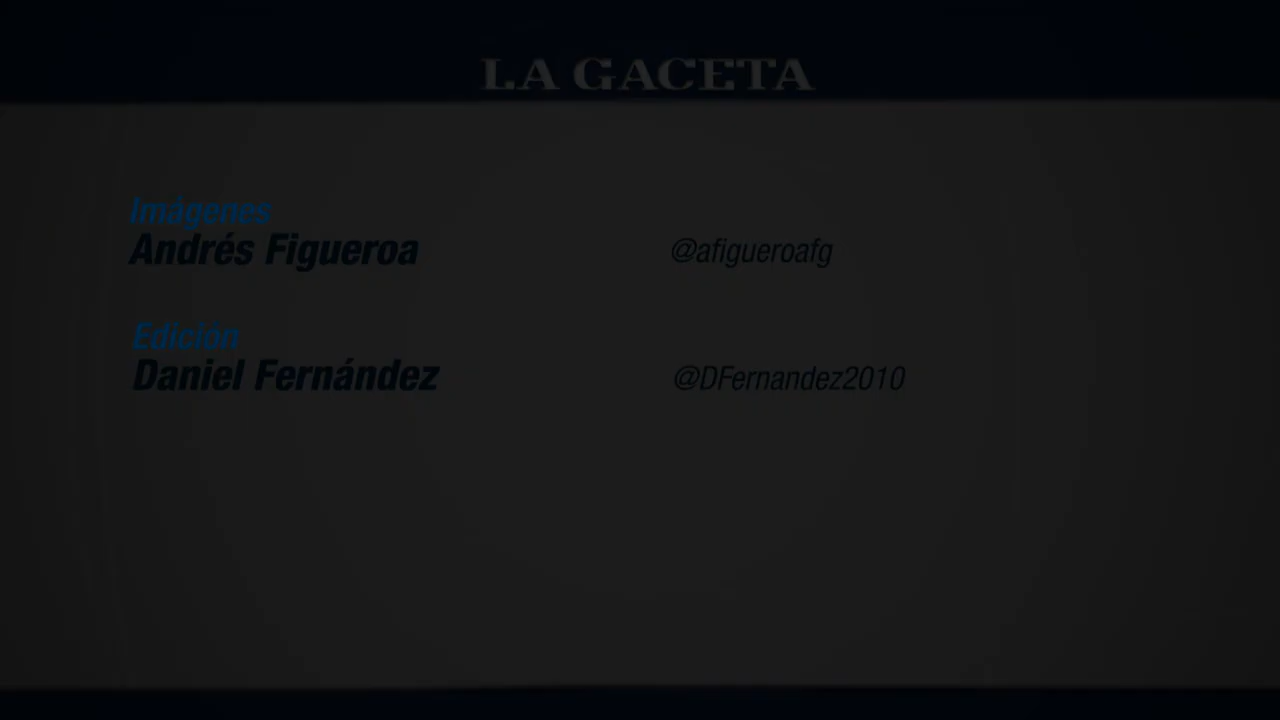 LA GACETA
Imágenes
Andrés Figueroa @afigueroafg
Edición
Daniel Fernández @DFernandez2010